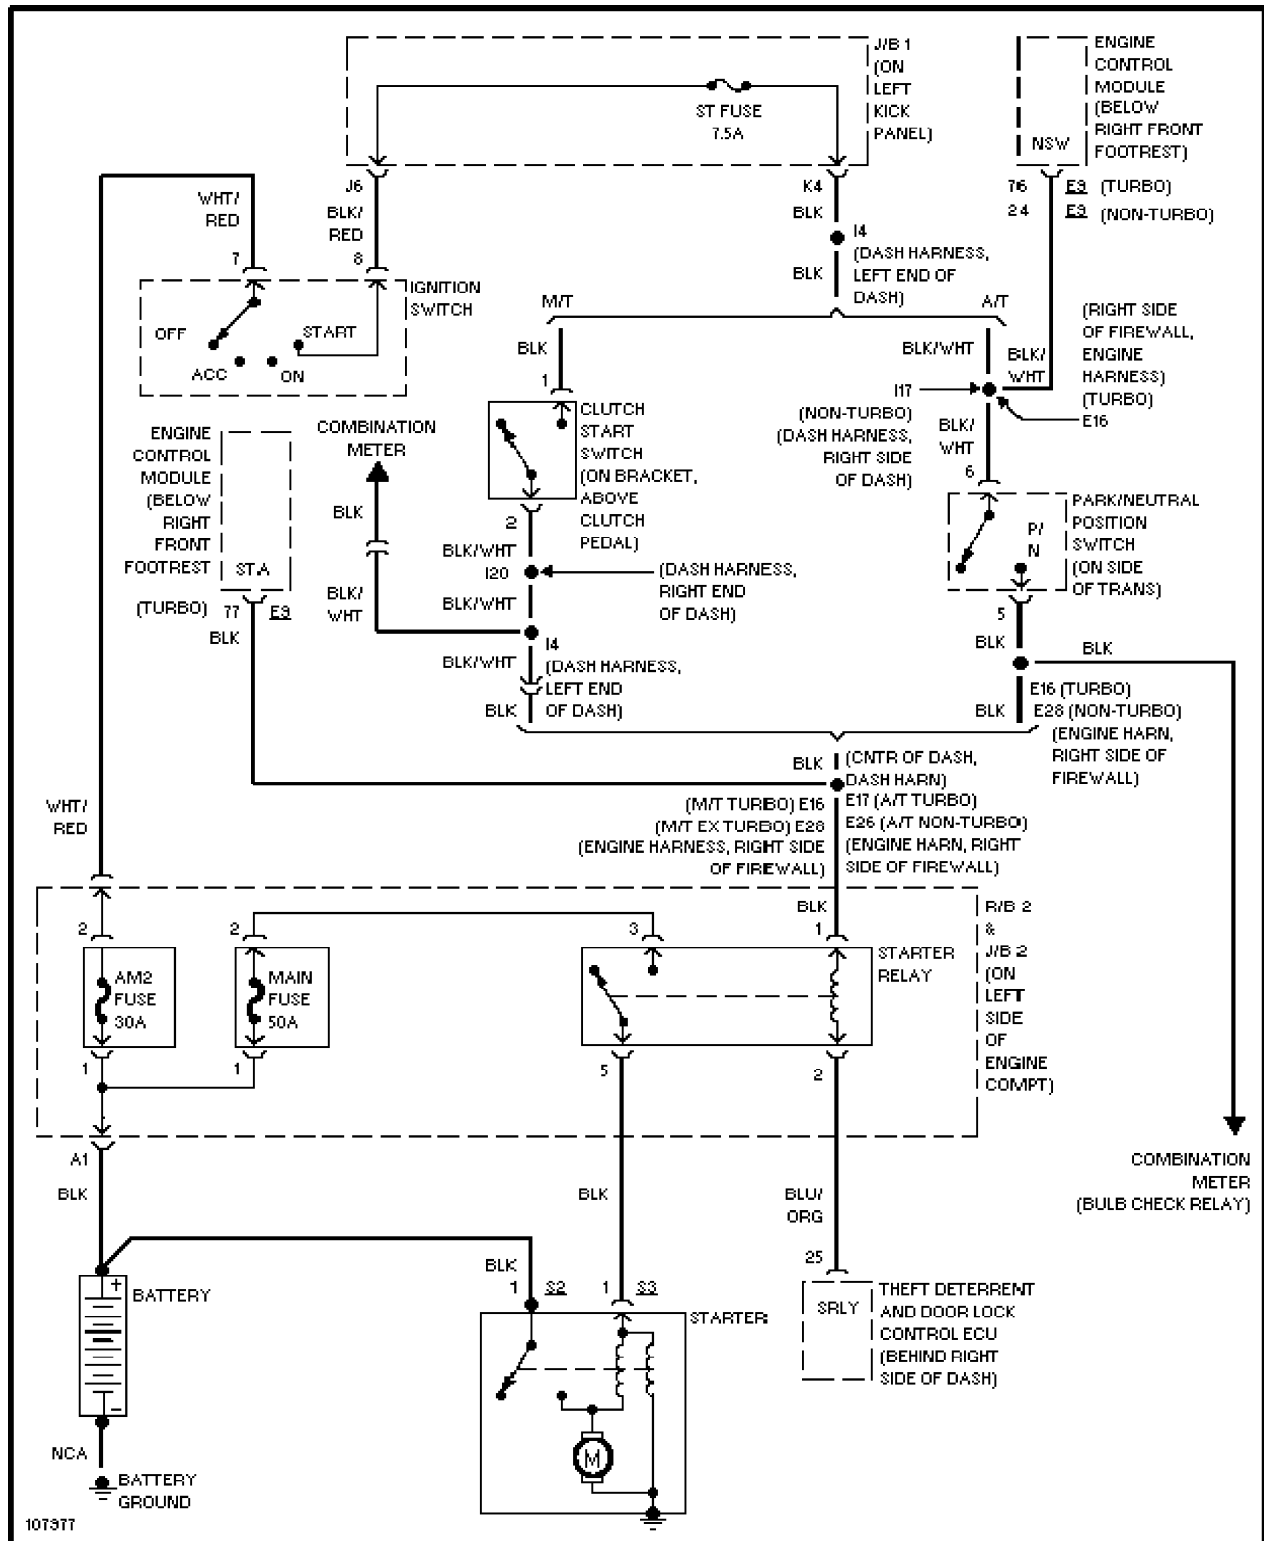 J/B 1
(ON
LEFT
KICK
PANEL)
ENGINE
CONTROL
MODULE
(BELOW
RIGHT FRONT
FOOTREST)
ST FUSE
7.5A
NSW
WHT/
RED
J6
BLK/
RED
K4
BLK
76 E9 (TURBO)
24 E9 (NON-TURBO)
7
8
I4
(DASH HARNESS,
LEFT END OF
DASH)
BLK
IGNITION
SWITCH
OFF
START
ACC
ON
M/T
A/T
BLK
1
BLK/WHT
BLK/
WHT
(RIGHT SIDE
OF FIREWALL,
ENGINE
HARNESS)
(TURBO)
E16
I17
(NON-TURBO)
(DASH HARNESS,
RIGHT SIDE
OF DASH)
BLK/
WHT
6
ENGINE
CONTROL
MODULE
(BELOW
RIGHT
FRONT
FOOTREST
STA
(TURBO) 77 E9
BLK
COMBINATION
METER
BLK
BLK/
WHT
CLUTCH
START
SWITCH
(ON BRACKET,
ABOVE
CLUTCH
PEDAL)
2
BLK/WHT
I20
(DASH HARNESS,
RIGHT END
OF DASH)
BLK/WHT
I4
BLK/WHT
(DASH HARNESS,
LEFT END
OF DASH)
BLK
PARK/NEUTRAL
POSITION
SWITCH
(ON SIDE
OF TRANS)
P/
N
5
BLK
BLK
E16 (TURBO)
BLK E28 (NON-TURBO)
(ENGINE HARN,
RIGHT SIDE OF
FIREWALL)
BLK
(CNTR OF DASH,
DASH HARN)
(M/T TURBO) E16
E17 (A/T TURBO)
(M/T EX TURBO) E28
E26 (A/T NON-TURBO)
(ENGINE HARNESS, RIGHT SIDE
OF FIREWALL)
(ENGINE HARN, RIGHT
SIDE OF FIREWALL)
WHT/
RED
BLK
2
2
3
1
AM2
FUSE
30A
MAIN
FUSE
50A
STARTER
RELAY
R/B 2
&
J/B 2
(ON
LEFT
SIDE
OF
ENGINE
COMPT)
1
1
5
2
A1
BLK
BLK
BLU/
ORG
COMBINATION
METER
(BULB CHECK RELAY)
BLK
1 S2
1 S3
25
+
BATTERY
-
STARTER
M
SRLY
THEFT DETERRENT
AND DOOR LOCK
CONTROL ECU
(BEHIND RIGHT
SIDE OF DASH)
NCA
BATTERY
GROUND
107977